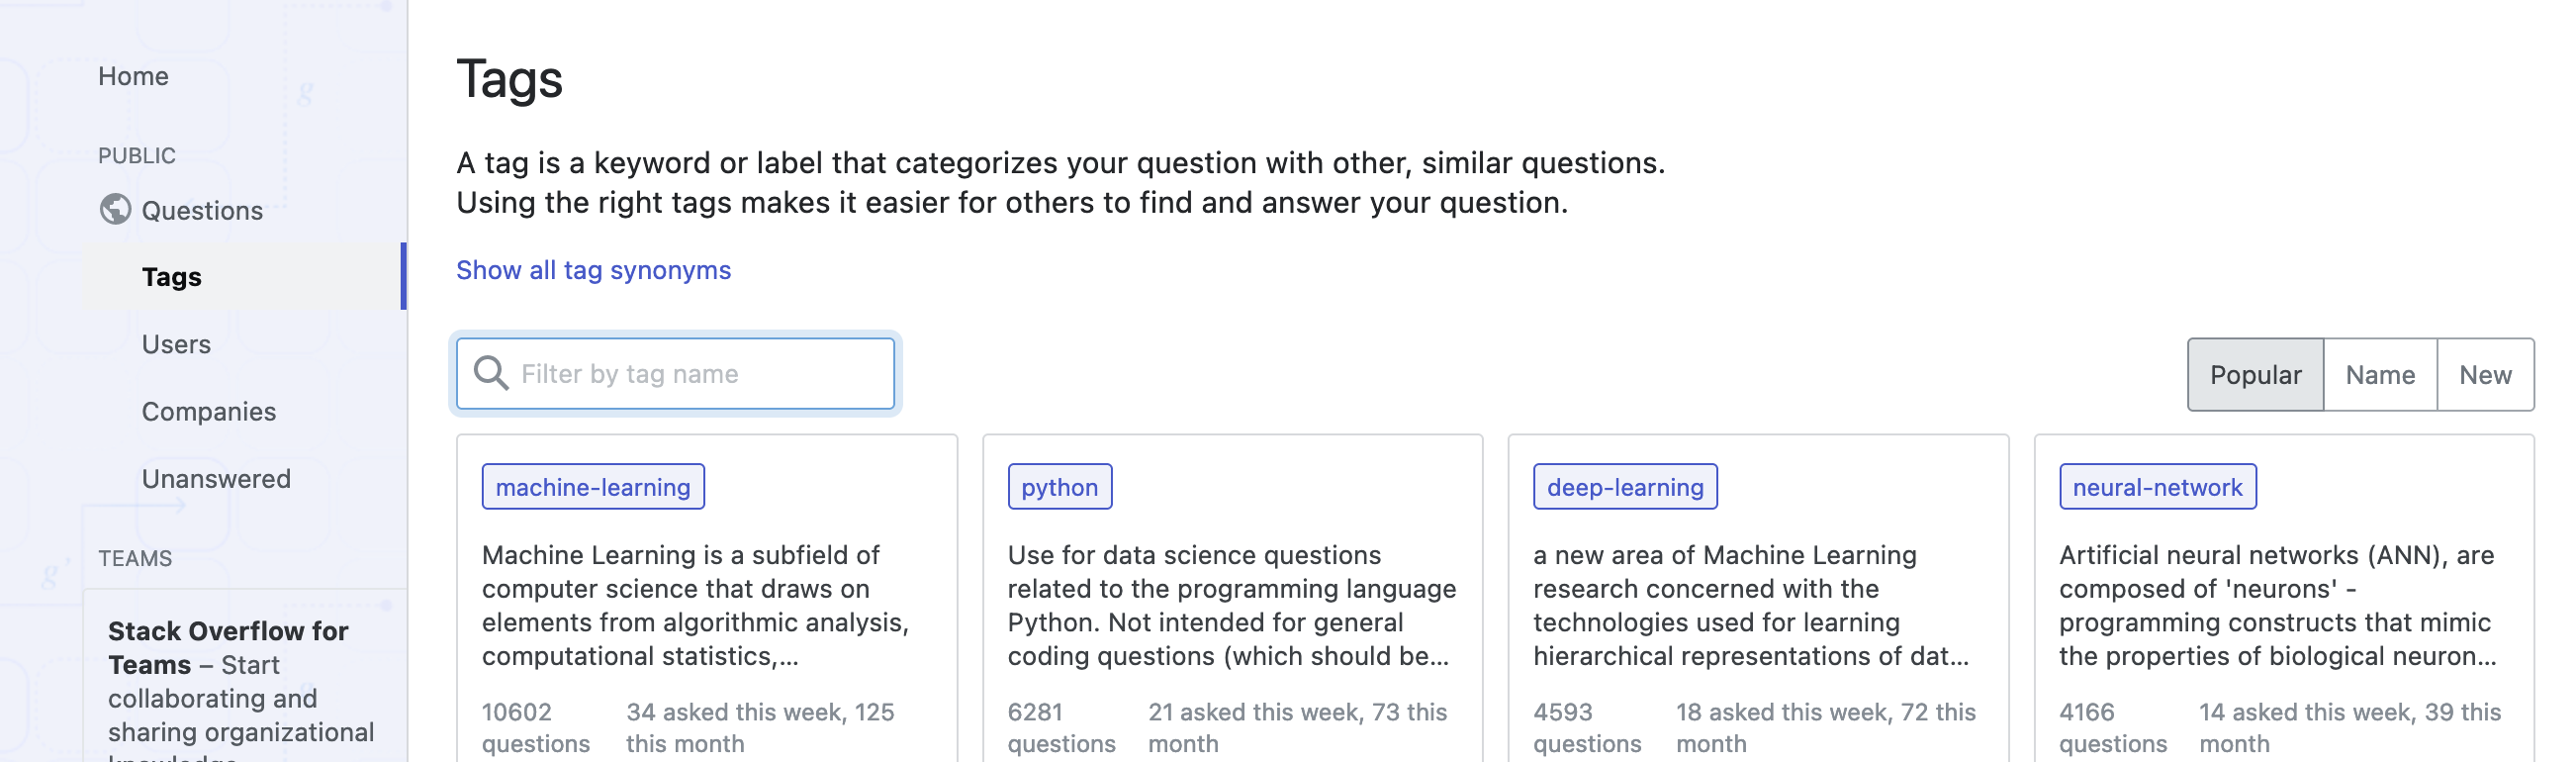 Home
PUBLIC
Questions
Tags
Users
Companies
Unanswered
TEAMS
Stack Overflow for
Teams – Start
collaborating and
sharing organizational
Tags
A tag is a keyword or label that categorizes your question with other, similar questions.
Using the right tags makes it easier for others to find and answer your question.
Show all tag synonyms
Filter by tag name
Popular
Name
New
machine-learning
Machine Learning is a subfield of
computer science that draws on
elements from algorithmic analysis,
computational statistics,...
10602
questions
34 asked this week, 125
this month
python
Use for data science questions
related to the programming language
Python. Not intended for general
coding questions (which should be...
6281
questions
21 asked this week, 73 this
month
deep-learning
a new area of Machine Learning
research concerned with the
technologies used for learning
hierarchical representations of dat...
4593
questions
18 asked this week, 72 this
month
neural-network
Artificial neural networks (ANN), are
composed of 'neurons' -
programming constructs that mimic
the properties of biological neuron...
4166
questions
14 asked this week, 39 this
month